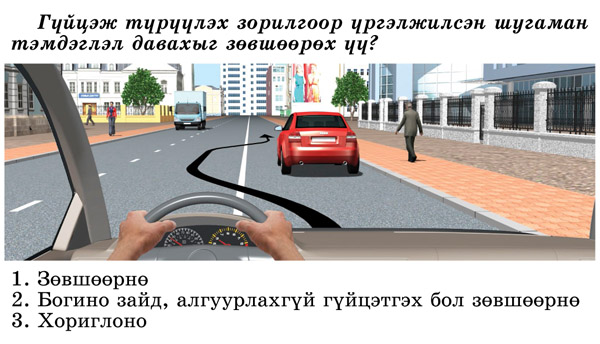 Гүйцэж түрүүлэх зорилгоор үргэлжилсэн шугаман
тэмдэглэл давахыг зөвшөөрөх үү?
1. Зөвшөөрнө
2. Богино зайд, алгуурлахгүй гүйцэтгэх бол зөвшөөрнө
3. Хориглоно